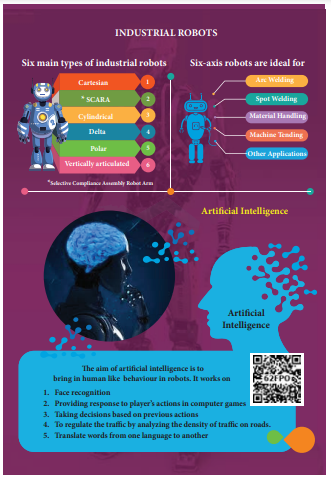 INDUSTRIAL ROBOTS
Six main types of industrial robots
Cartesian 1
* SCARA 2
Cylindrical 3
Delta 4
Polar 5
Vertically articulated 6
*Selective Compliance Assembly Robot Arm
Six-axis robots are ideal for
Arc Welding
Spot Welding
Material Handling
Machine Tending
Other Applications
Artificial Intelligence
Artificial
Intelligence
The aim of artificial intelligence is to
bring in human like behaviour in robots. It works on
1. Face recognition
2. Providing response to player's actions in computer games
3. Taking decisions based on previous actions
4. To regulate the traffic by analyzing the density of traffic on roads.
5. Translate words from one language to another
62FPO